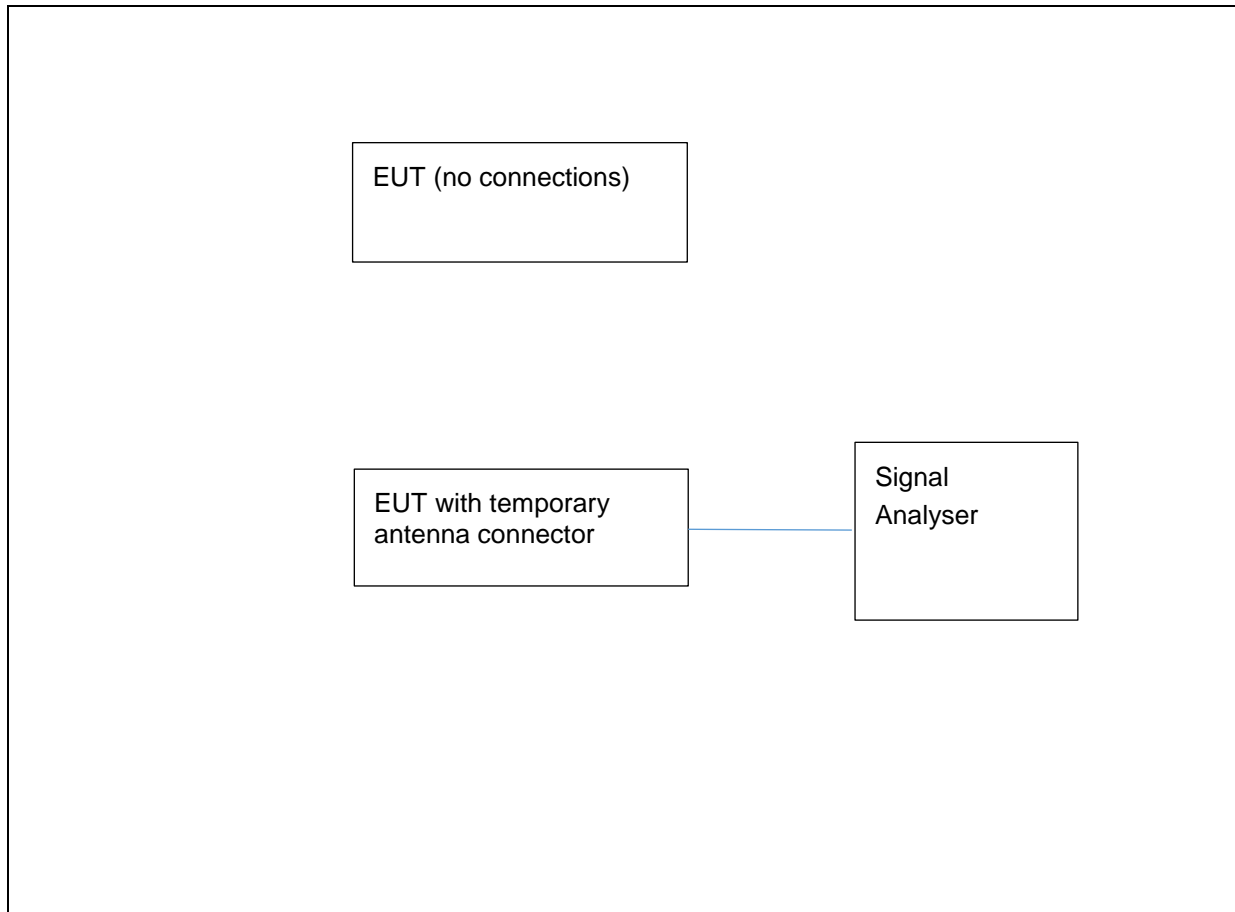 EUT (no connections)
EUT with temporary
antenna connector
Signal
Analyser